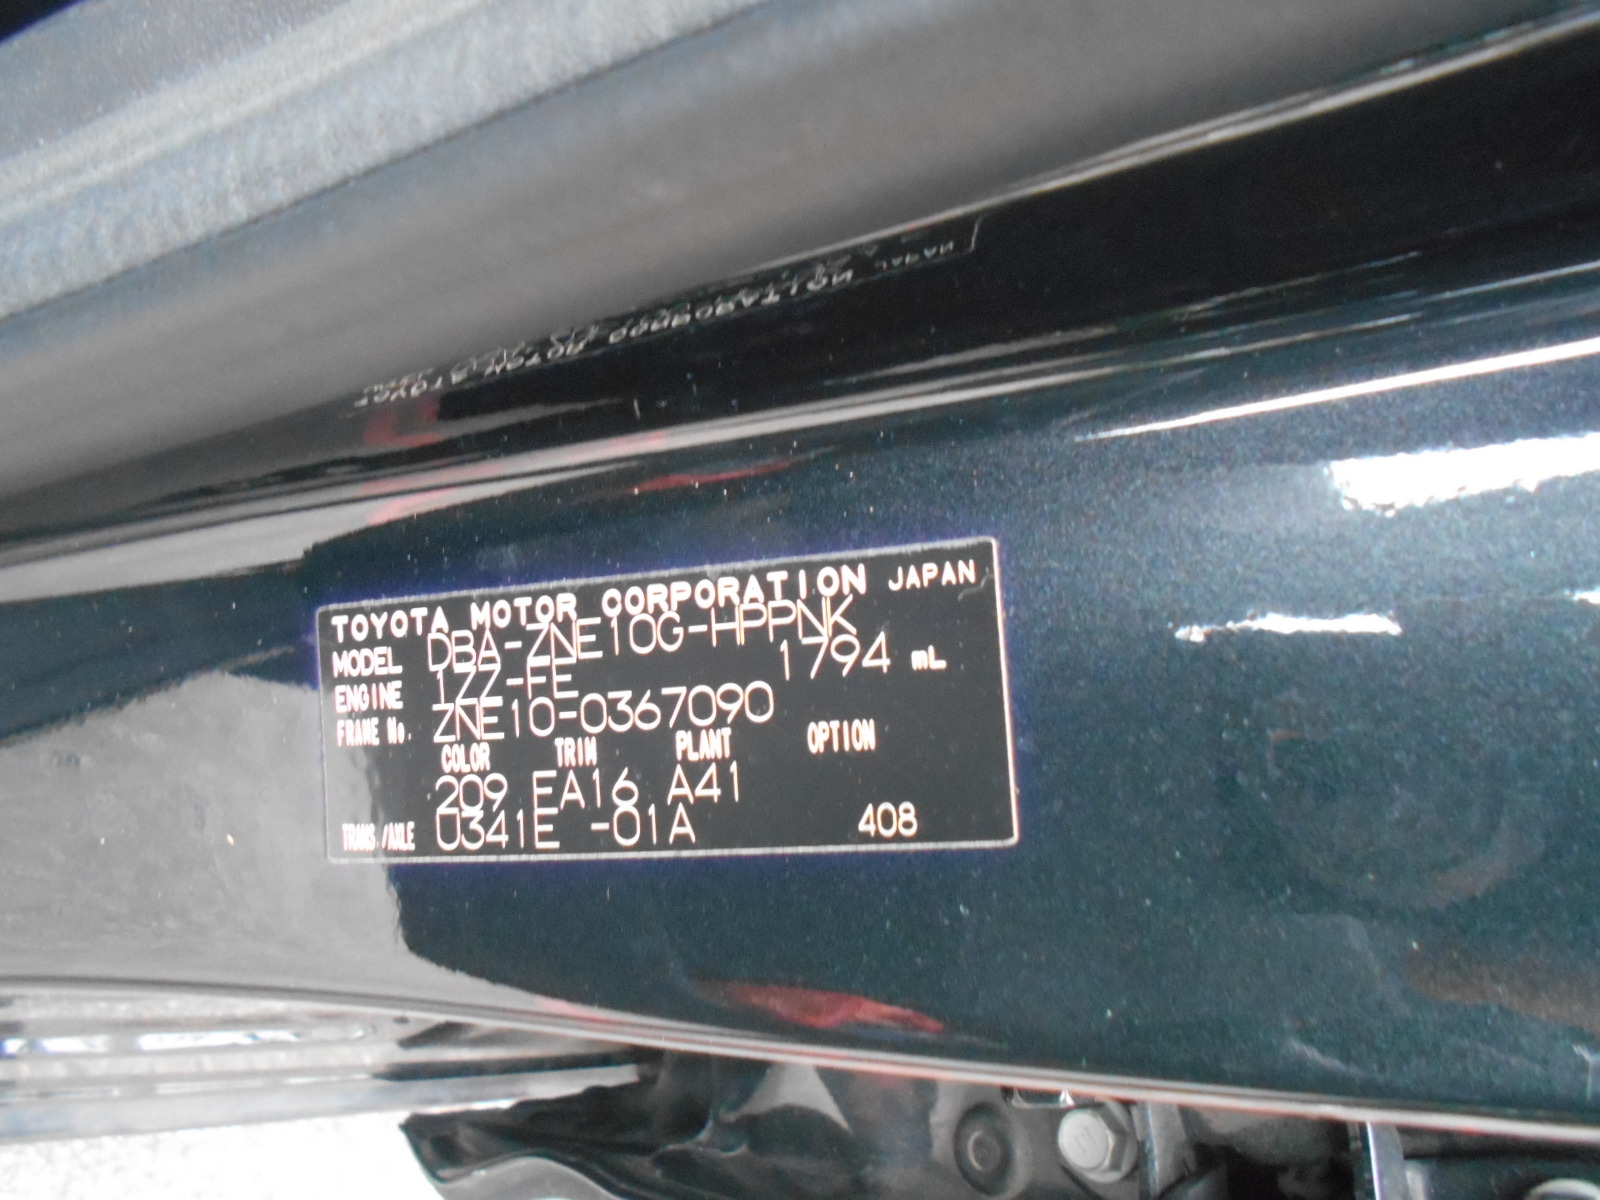 TOYOTA MOTOR CORPORATION JAPAN
MODEL DBA-ZNE10G-HPPNK
ENGINE 1ZZ-FE 1794 mL
FRAME No. ZNE10-0367090
COLOR TRIM PLANT OPTION
209 EA16 A41
TRANS./AXLE U341E -01A 408